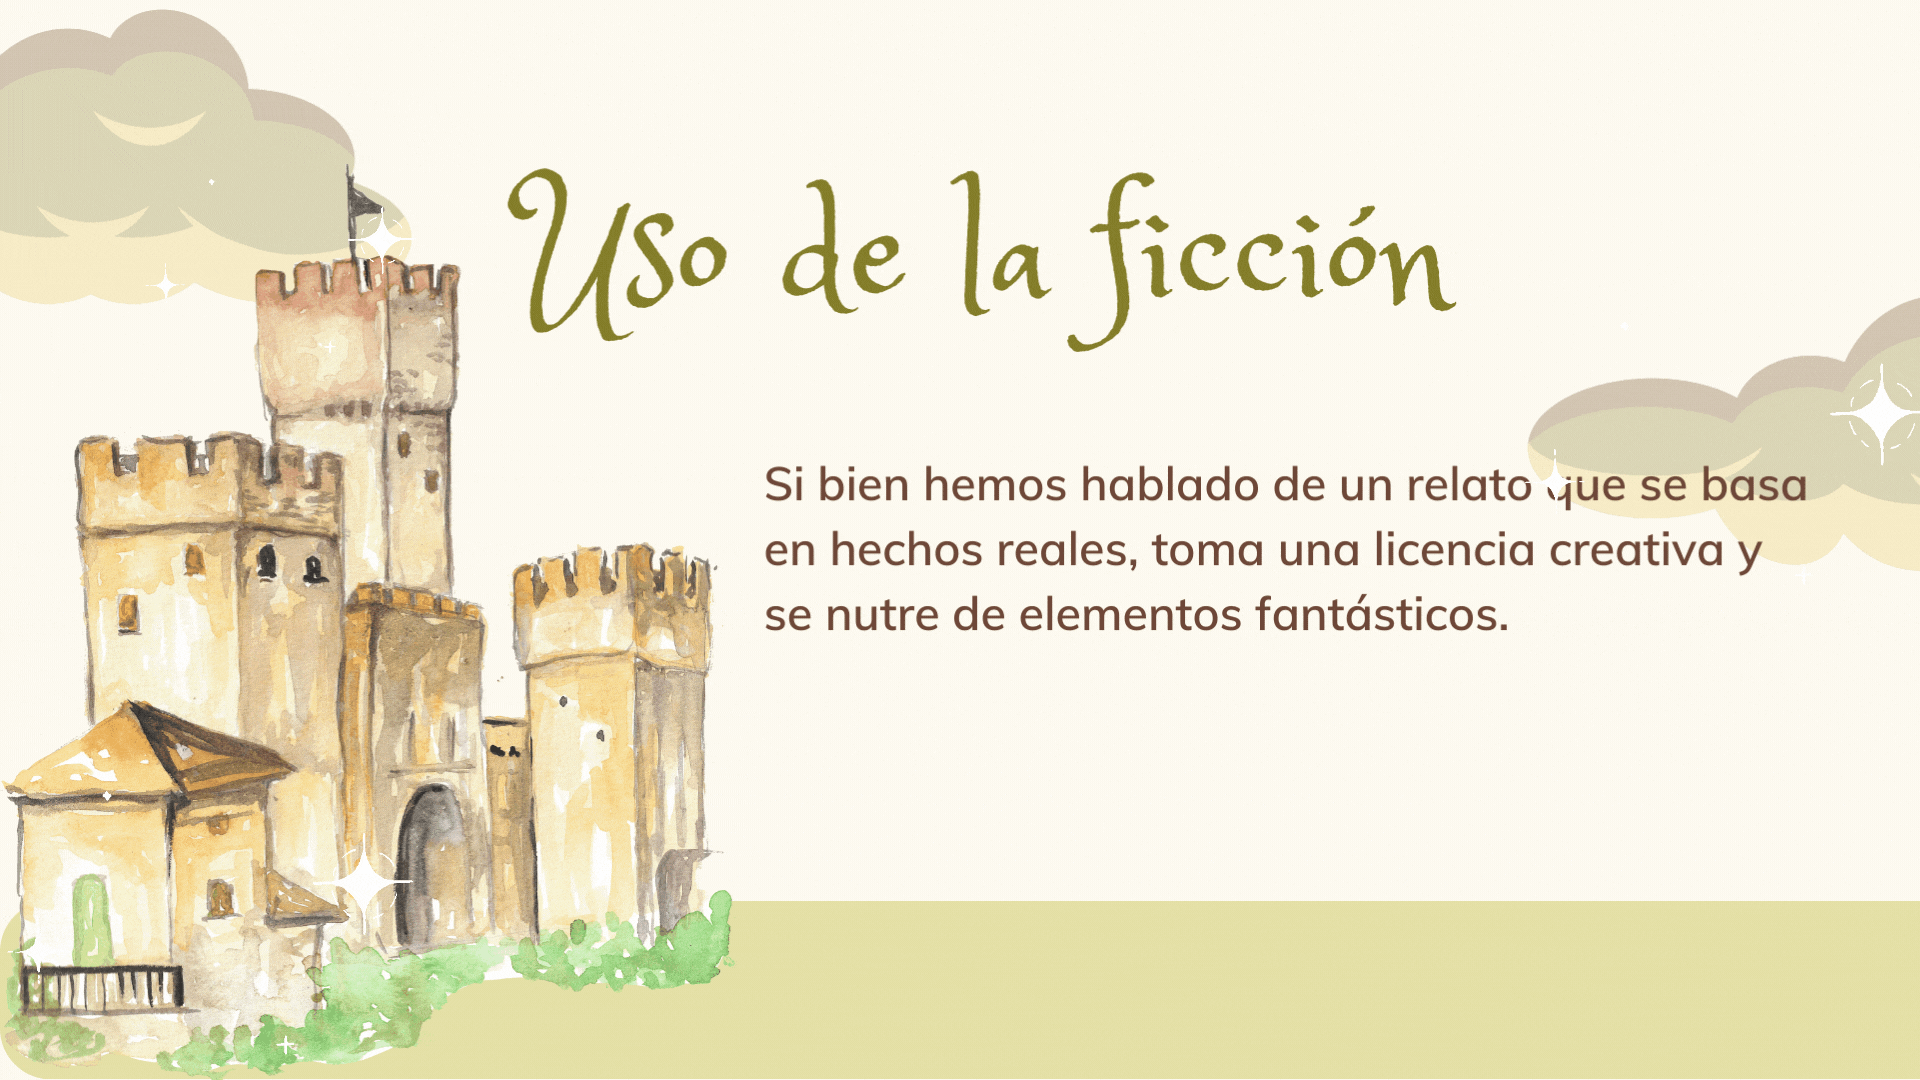 Uso de la ficción
Si bien hemos hablado de un relato que se basa
en hechos reales, toma una licencia creativa y
se nutre de elementos fantásticos.